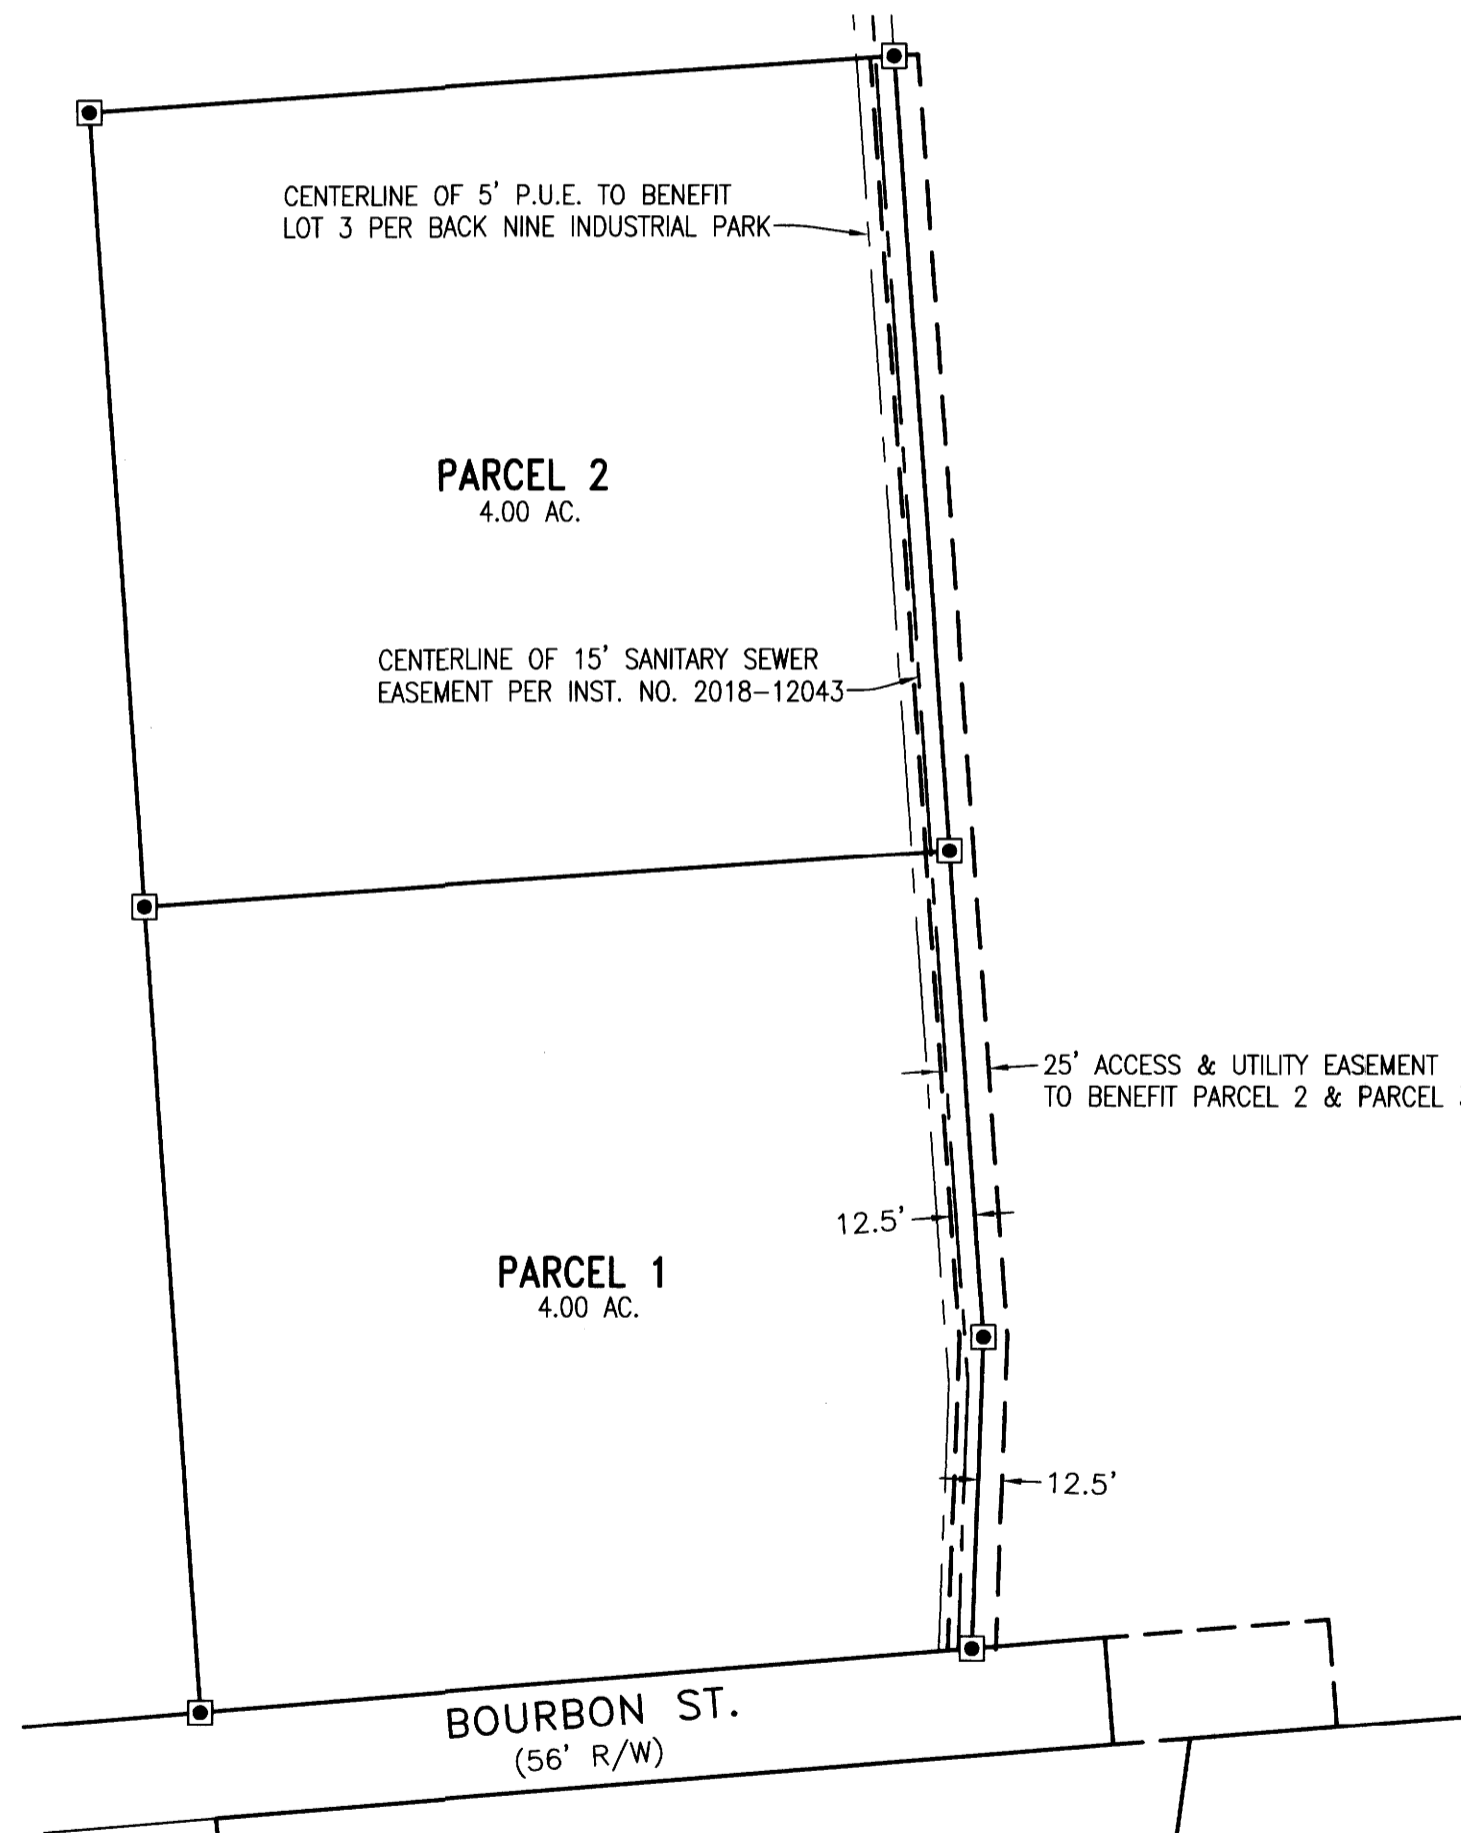 CENTERLINE OF 5' P.U.E. TO BENEFIT
LOT 3 PER BACK NINE INDUSTRIAL PARK
PARCEL 2
4.00 AC.
CENTERLINE OF 15' SANITARY SEWER
EASEMENT PER INST. NO. 2018-12043
25' ACCESS & UTILITY EASEMENT
TO BENEFIT PARCEL 2 & PARCEL
12.5'
PARCEL 1
4.00 AC.
12.5'
BOURBON ST.
(56' R/W)